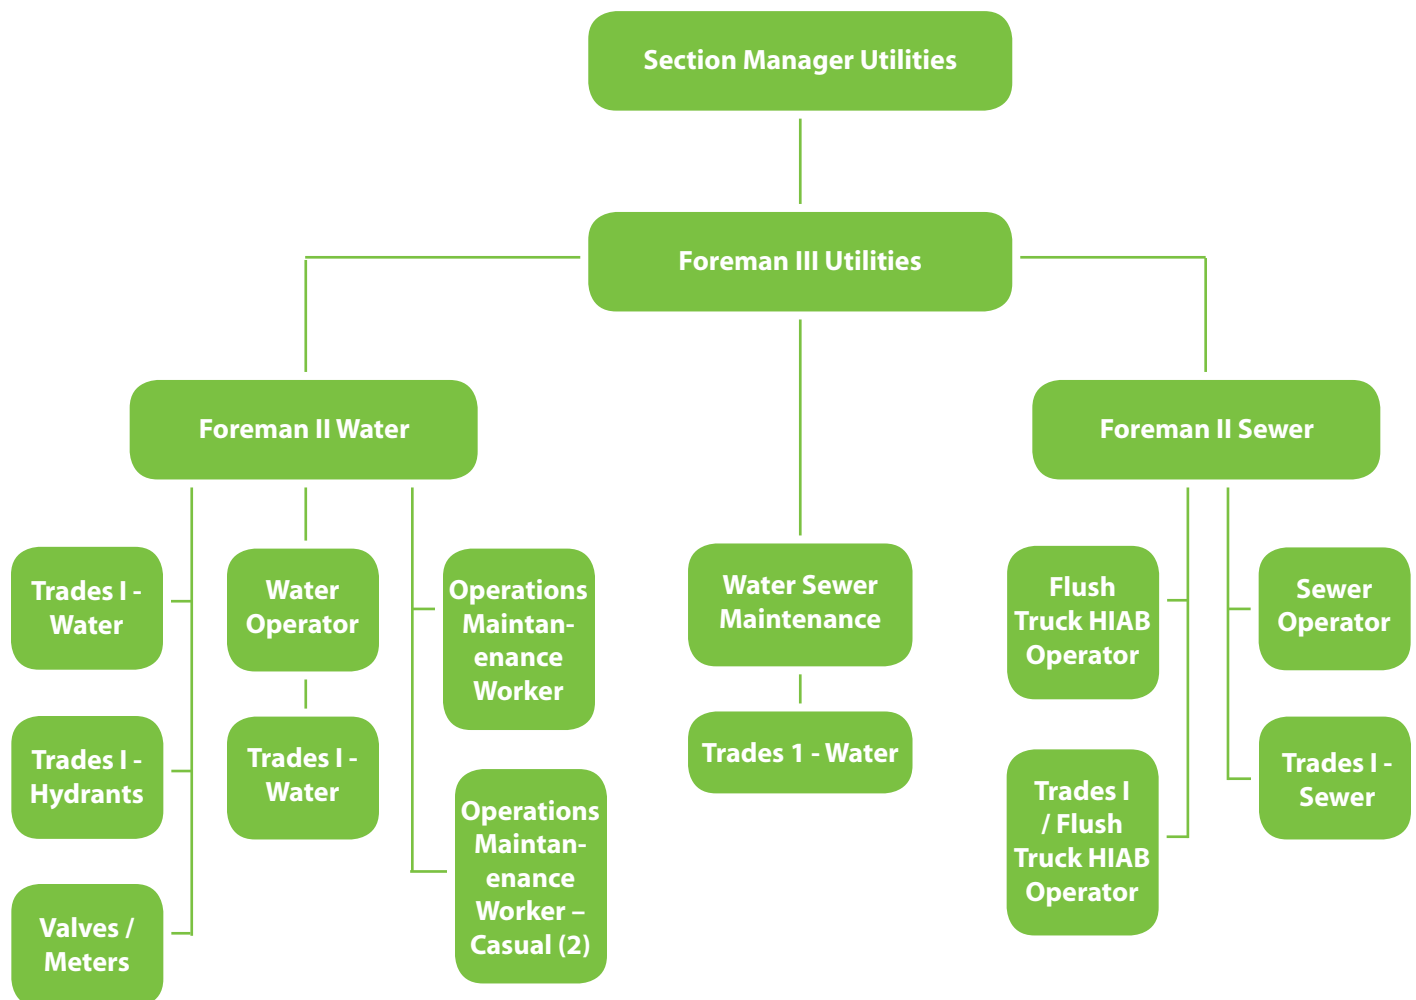 Section Manager Utilities
Foreman III Utilities
Foreman II Water
Foreman II Sewer
Trades I -
Water
Trades I -
Hydrants
Valves /
Meters
Water
Operator
Trades I -
Water
Operations
Maintan-
enance
Worker
Operations
Maintan-
enance
Worker –
Casual (2)
Water Sewer
Maintenance
Trades 1 - Water
Flush
Truck HIAB
Operator
Trades I
/ Flush
Truck HIAB
Operator
Sewer
Operator
Trades I -
Sewer